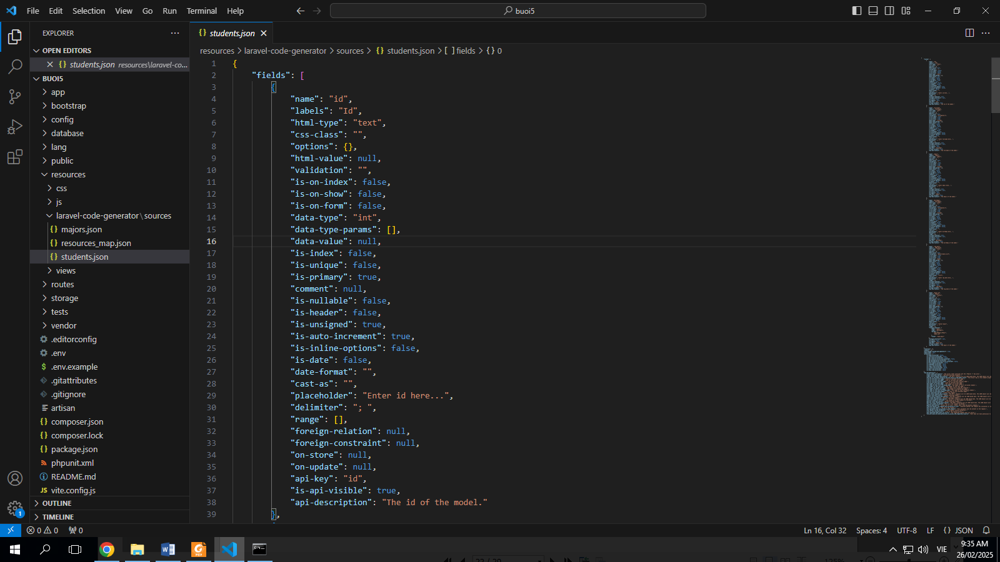 File Edit Selection View Go Run Terminal Help
buoi5
EXPLORER
OPEN EDITORS
students.json resources\laravel-co...
BUOI5
app
bootstrap
config
database
lang
public
resources
css
js
laravel-code-generator\sources
majors.json
resources_map.json
students.json
views
routes
storage
tests
vendor
.editorconfig
.env
.env.example
.gitattributes
.gitignore
artisan
composer.json
composer.lock
package.json
phpunit.xml
README.md
vite.config.js
OUTLINE
TIMELINE
students.json
resources > laravel-code-generator > sources > {} students.json > [ ] fields > {} 0
1 {
2 "fields": [
3 {
4 "name": "id",
5 "labels": "Id",
6 "html-type": "text",
7 "css-class": "",
8 "options": {},
9 "html-value": null,
10 "validation": "",
11 "is-on-index": false,
12 "is-on-show": false,
13 "is-on-form": false,
14 "data-type": "int",
15 "data-type-params": [],
16 "data-value": null,
17 "is-index": false,
18 "is-unique": false,
19 "is-primary": true,
20 "comment": null,
21 "is-nullable": false,
22 "is-header": false,
23 "is-unsigned": true,
24 "is-auto-increment": true,
25 "is-inline-options": false,
26 "is-date": false,
27 "date-format": "",
28 "cast-as": "",
29 "placeholder": "Enter id here...",
30 "delimiter": "; ",
31 "range": [],
32 "foreign-relation": null,
33 "foreign-constraint": null,
34 "on-store": null,
35 "on-update": null,
36 "api-key": "id",
37 "is-api-visible": true,
38 "api-description": "The id of the model."
39 },
0 0 0
Ln 16, Col 32 Spaces: 4 UTF-8 LF {} JSON
VIE
9:35 AM
26/02/2025